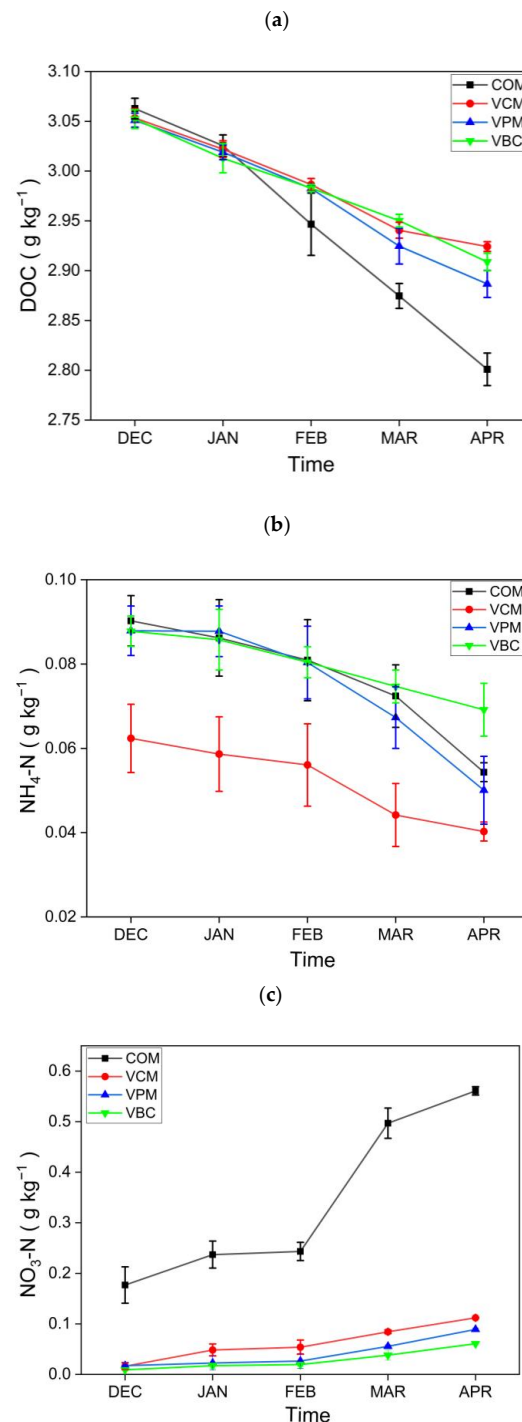 (a)
3.10
3.05
3.00
2.95
2.90
2.85
2.80
2.75
DOC ( g kg⁻¹ )
COM
VCM
VPM
VBC
DEC JAN FEB MAR APR
Time
(b)
0.10
0.08
0.06
0.04
0.02
NH₄-N ( g kg⁻¹ )
COM
VCM
VPM
VBC
DEC JAN FEB MAR APR
Time
(c)
0.6
0.5
0.4
0.3
0.2
0.1
0.0
NO₃-N ( g kg⁻¹ )
COM
VCM
VPM
VBC
DEC JAN FEB MAR APR
Time